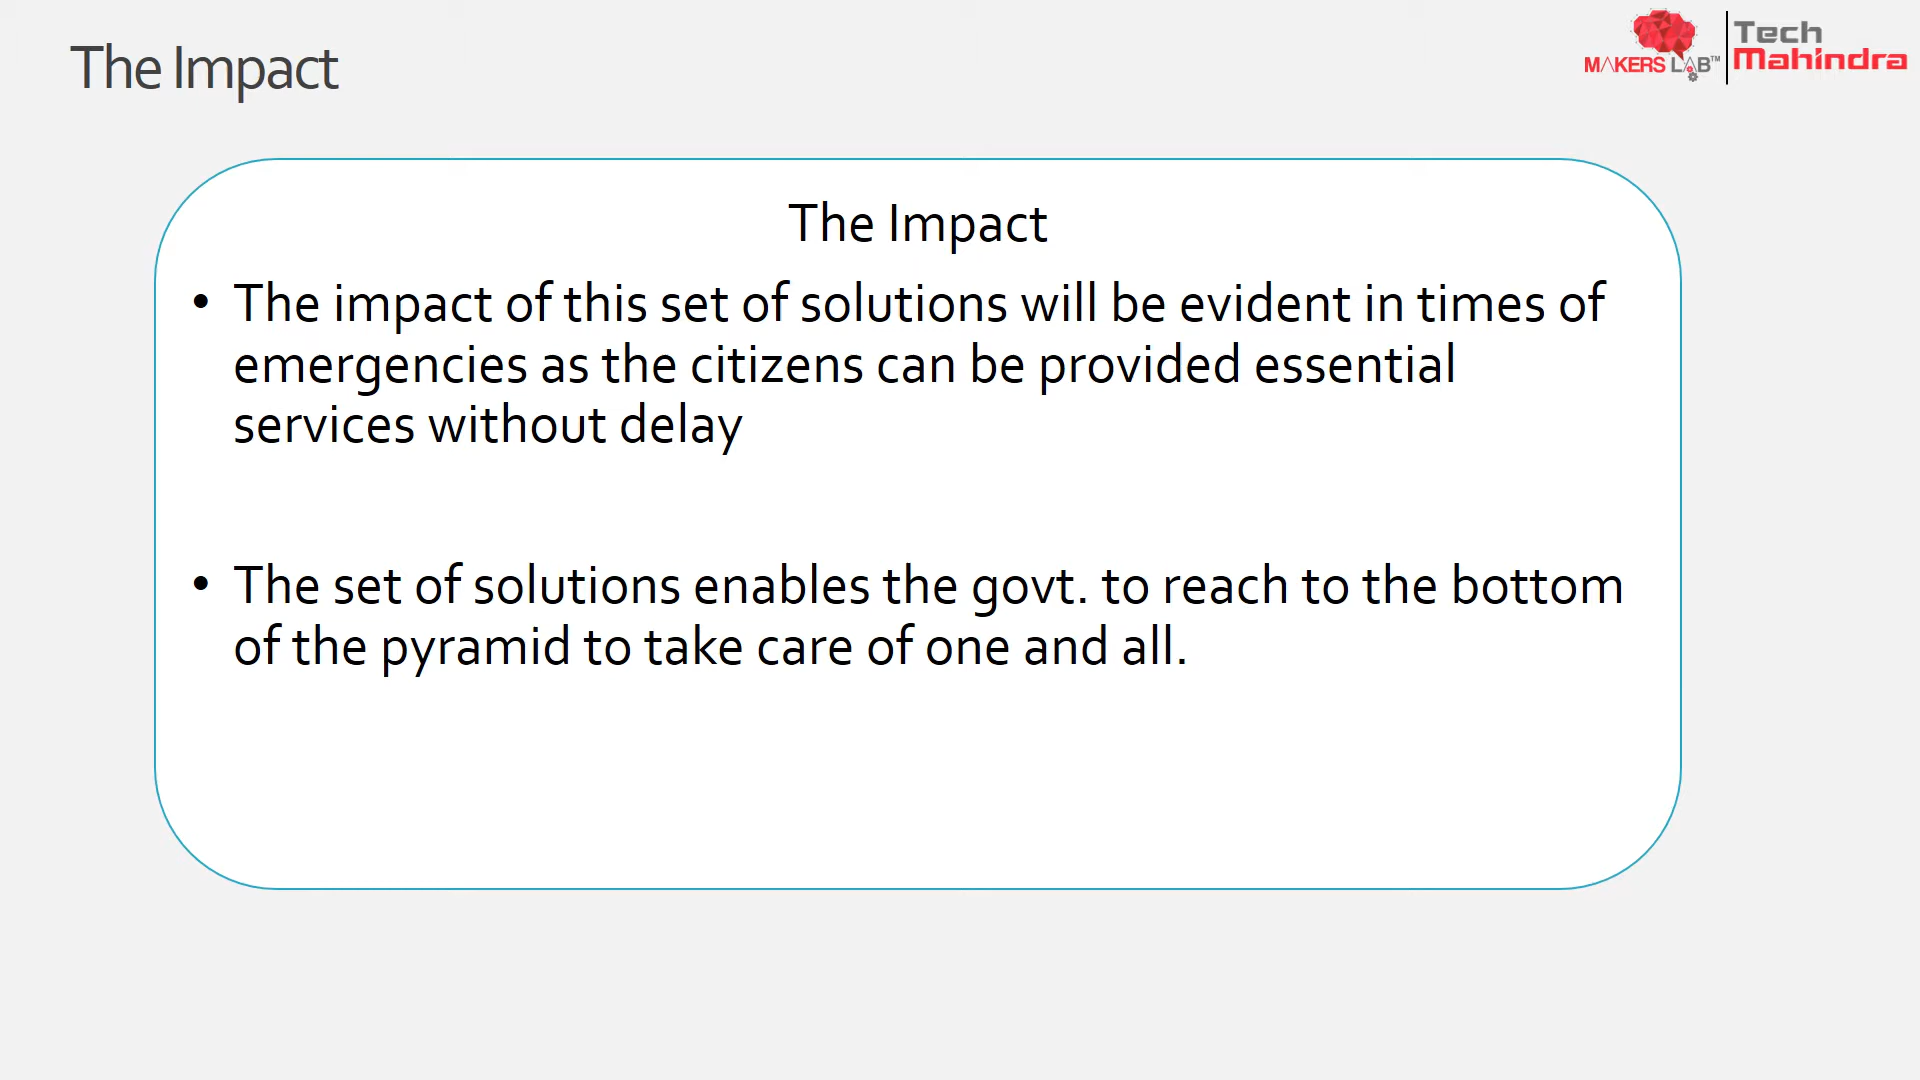 The Impact
MAKERS LAB™
Tech
Mahindra
The Impact
• The impact of this set of solutions will be evident in times of
emergencies as the citizens can be provided essential
services without delay
• The set of solutions enables the govt. to reach to the bottom
of the pyramid to take care of one and all.